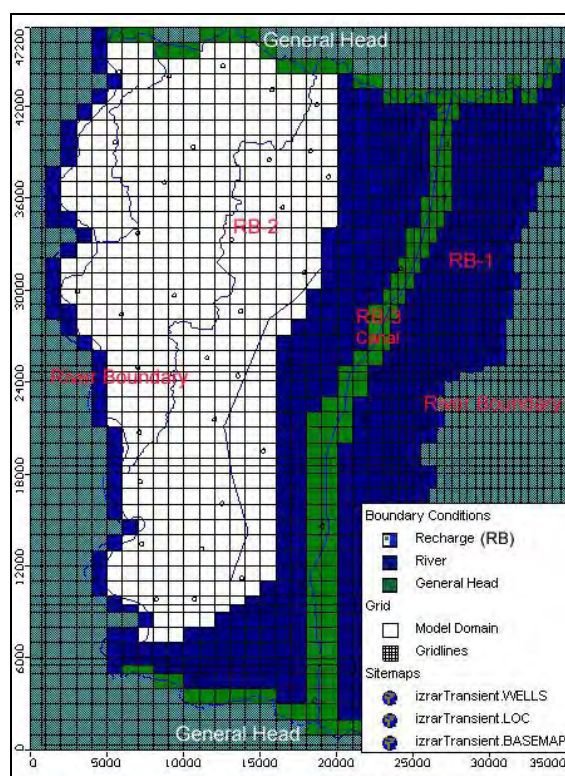 General Head
47200
42000
36000
30000
24000
18000
12000
6000
0
RB-2
RB-1
RB-3
Canal
River Boundary
River Boundary
General Head
Boundary Conditions
Recharge (RB)
River
General Head
Grid
Model Domain
Gridlines
Sitemaps
izrarTransient.WELLS
izrarTransient.LOC
izrarTransient.BASEMAP
0
5000
10000
15000
20000
25000
30000
35000